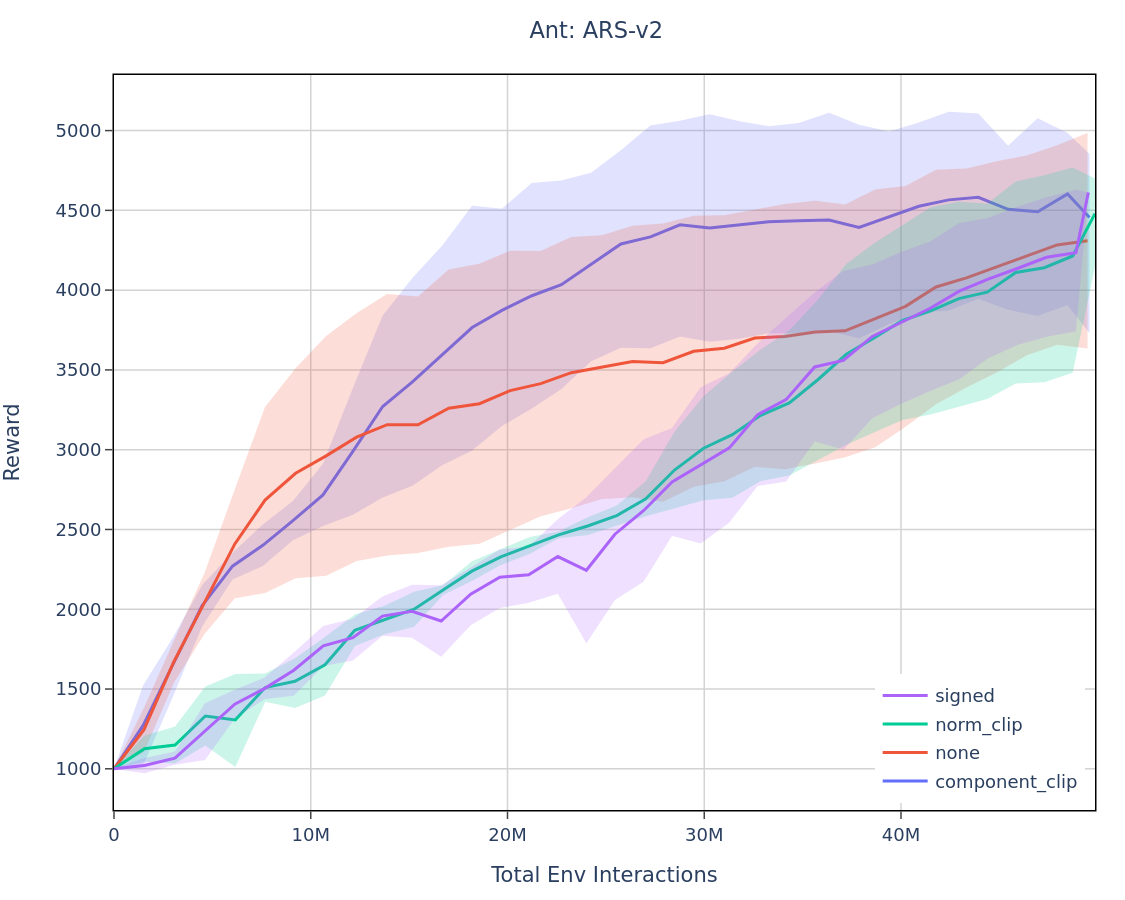 Ant: ARS-v2
Reward
5000
4500
4000
3500
3000
2500
2000
1500
1000
0 10M 20M 30M 40M
Total Env Interactions
signed
norm_clip
none
component_clip